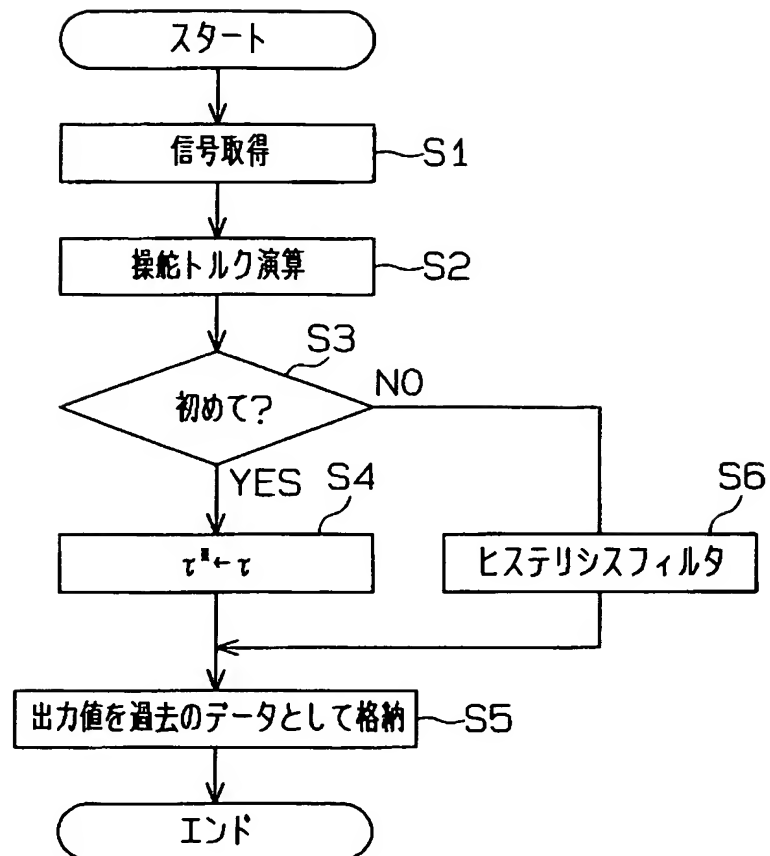 スタート
信号取得
S1
操舵トルク演算
S2
S3
初めて?
NO
YES
S4
τ*←τ
S6
ヒステリシスフィルタ
出力値を過去のデータとして格納
S5
エンド